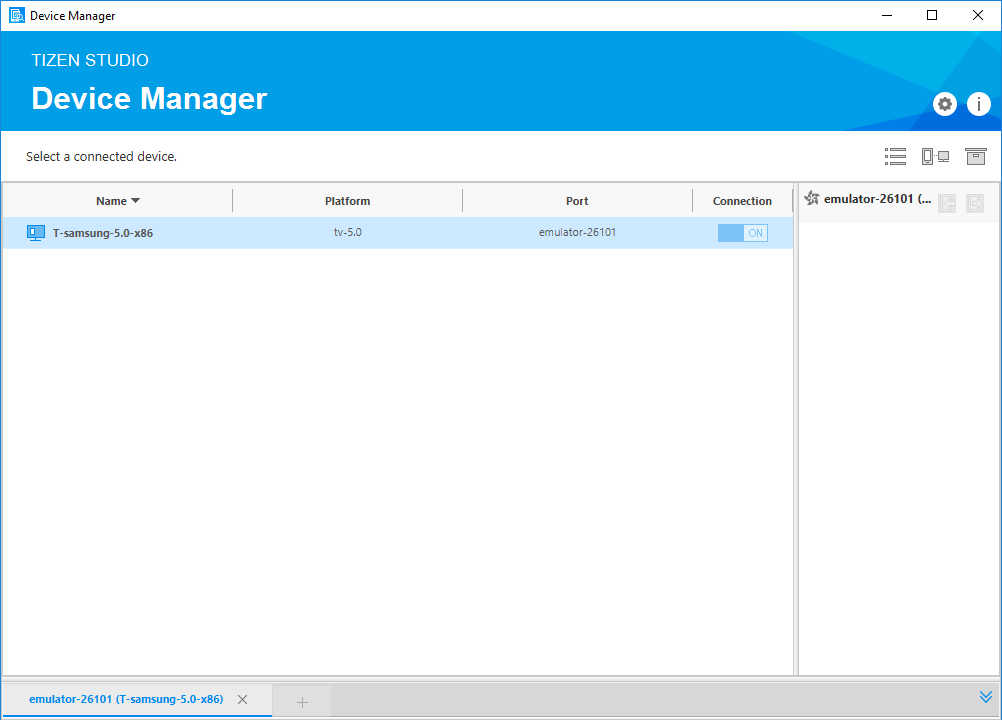 Device Manager
TIZEN STUDIO
Device Manager
i
Select a connected device.
Name Platform Port Connection
T-samsung-5.0-x86 tv-5.0 emulator-26101 ON
emulator-26101 (...
emulator-26101 (T-samsung-5.0-x86)